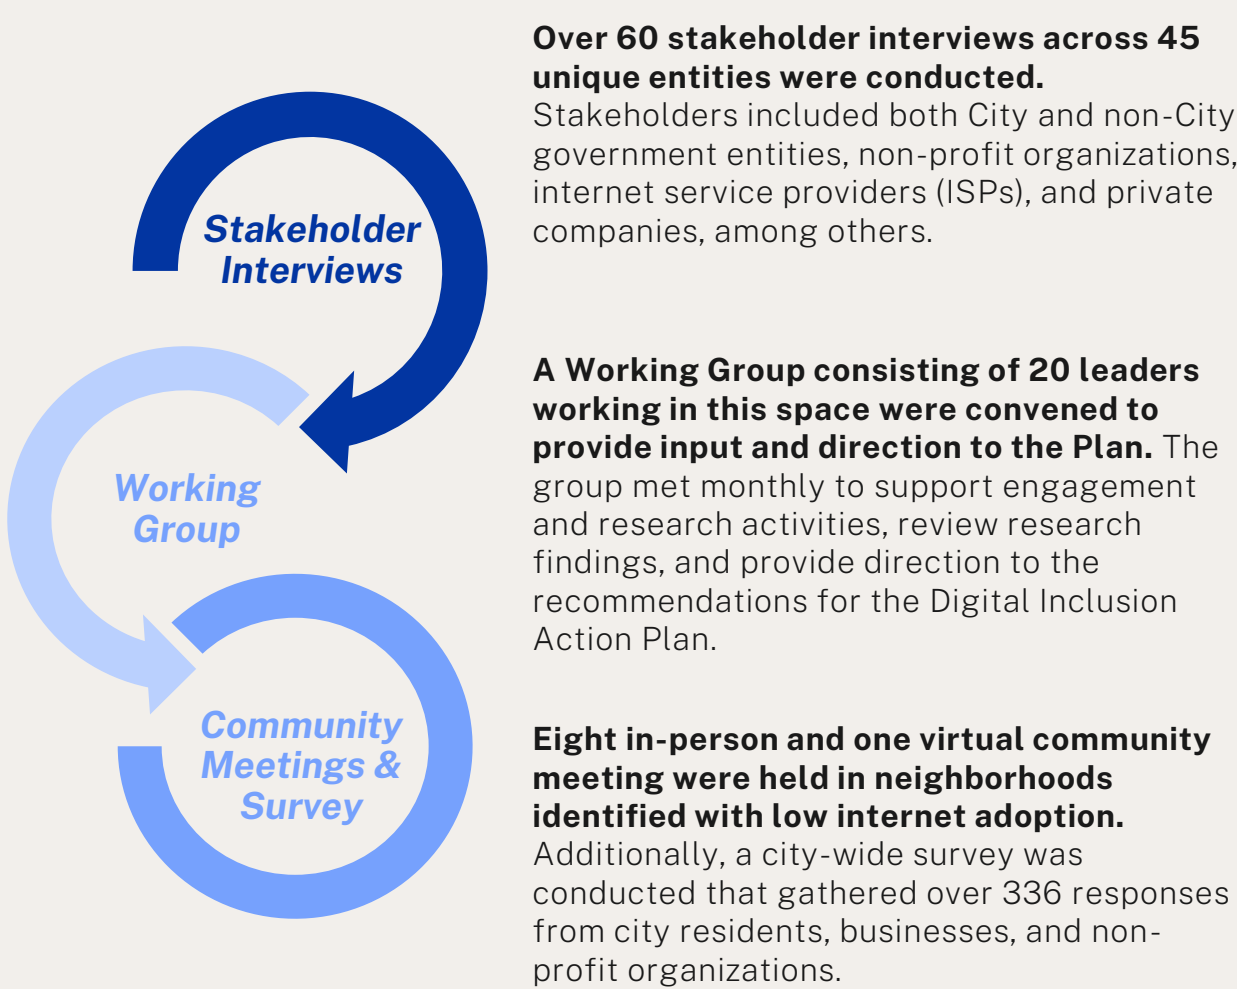 Over 60 stakeholder interviews across 45
unique entities were conducted.
Stakeholders included both City and non-City
government entities, non-profit organizations,
internet service providers (ISPs), and private
companies, among others.
Stakeholder
Interviews
A Working Group consisting of 20 leaders
working in this space were convened to
provide input and direction to the Plan. The
group met monthly to support engagement
and research activities, review research
findings, and provide direction to the
recommendations for the Digital Inclusion
Action Plan.
Working
Group
Eight in-person and one virtual community
meeting were held in neighborhoods
identified with low internet adoption.
Additionally, a city-wide survey was
conducted that gathered over 336 responses
from city residents, businesses, and non-
profit organizations.
Community
Meetings &
Survey